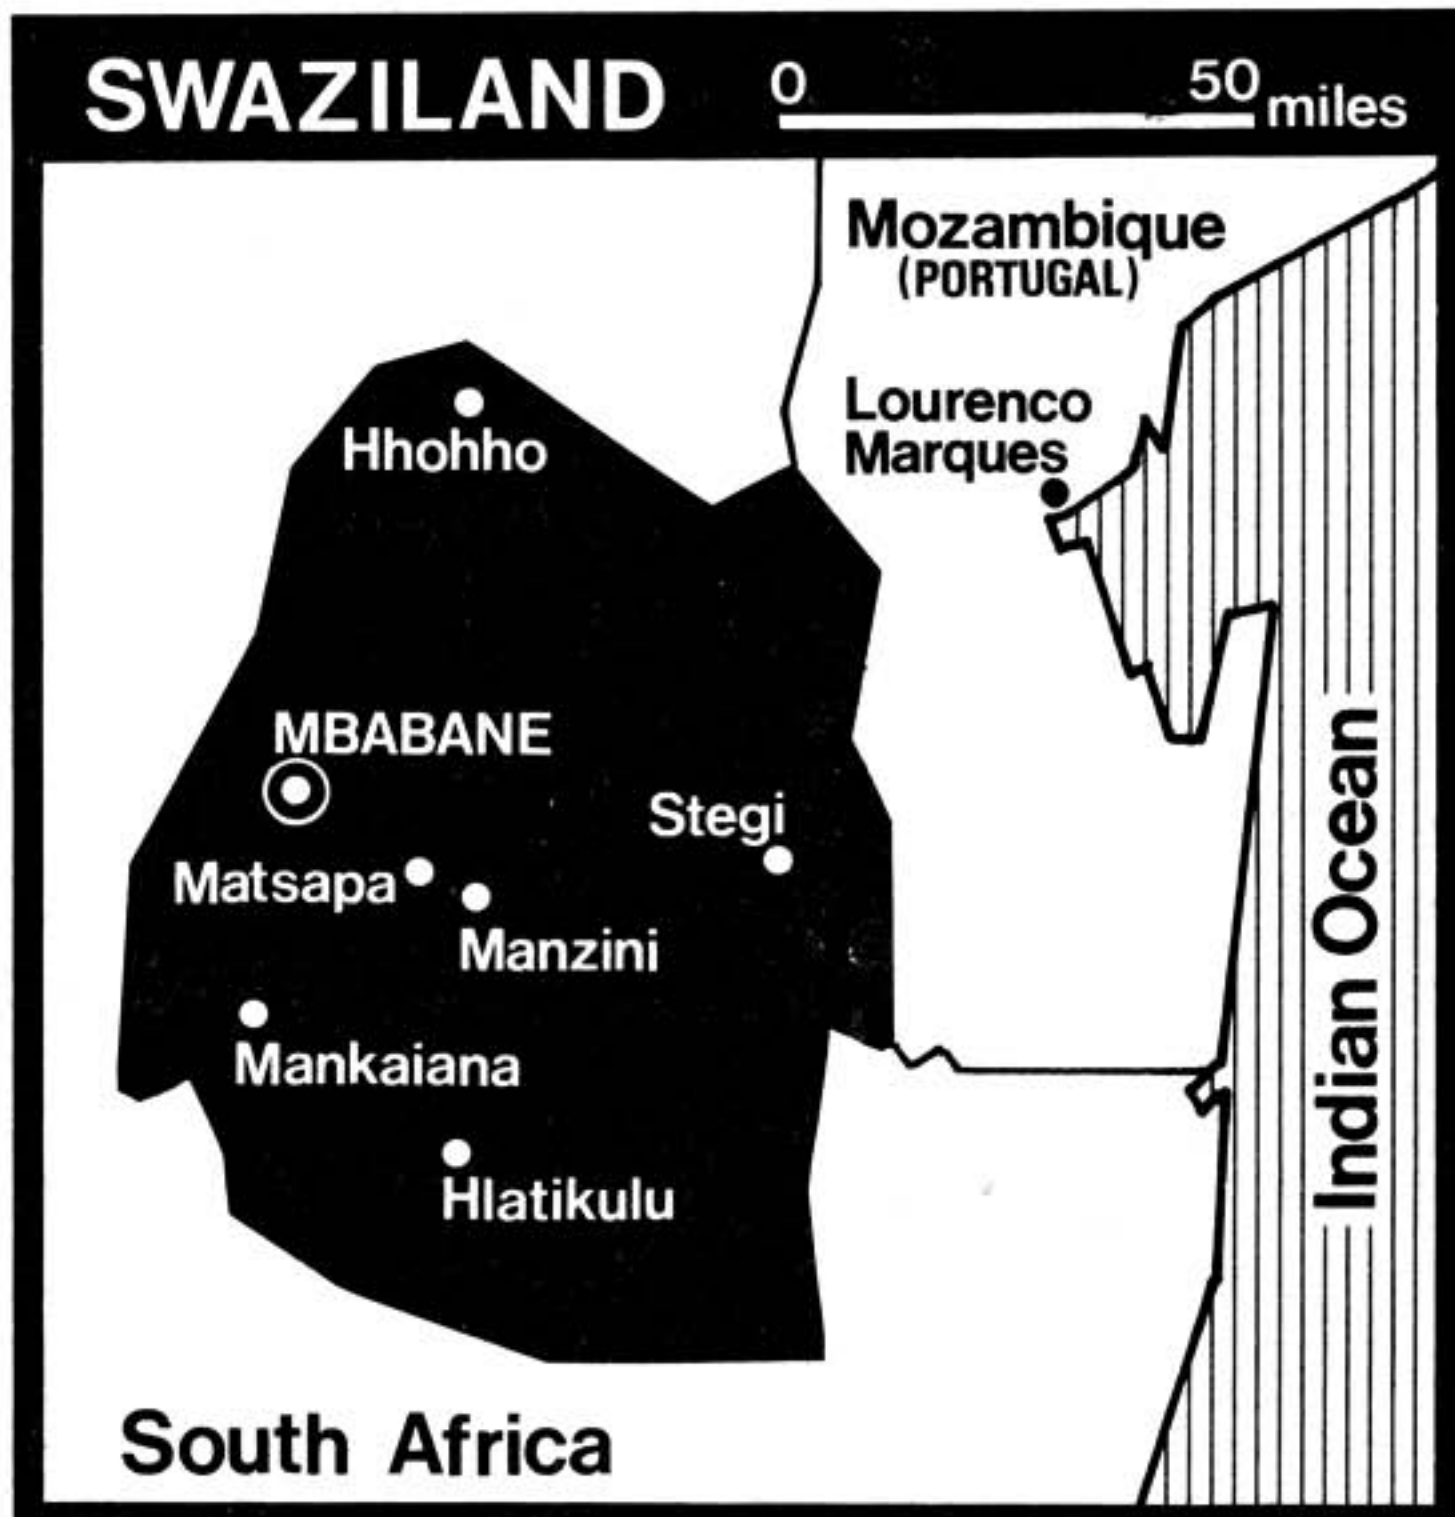 SWAZILAND
0 50 miles
Mozambique
(PORTUGAL)
Lourenco
Marques
Hhohho
MBABANE
Stegi
Matsapa
Manzini
Mankaiana
Hlatikulu
Indian Ocean
South Africa